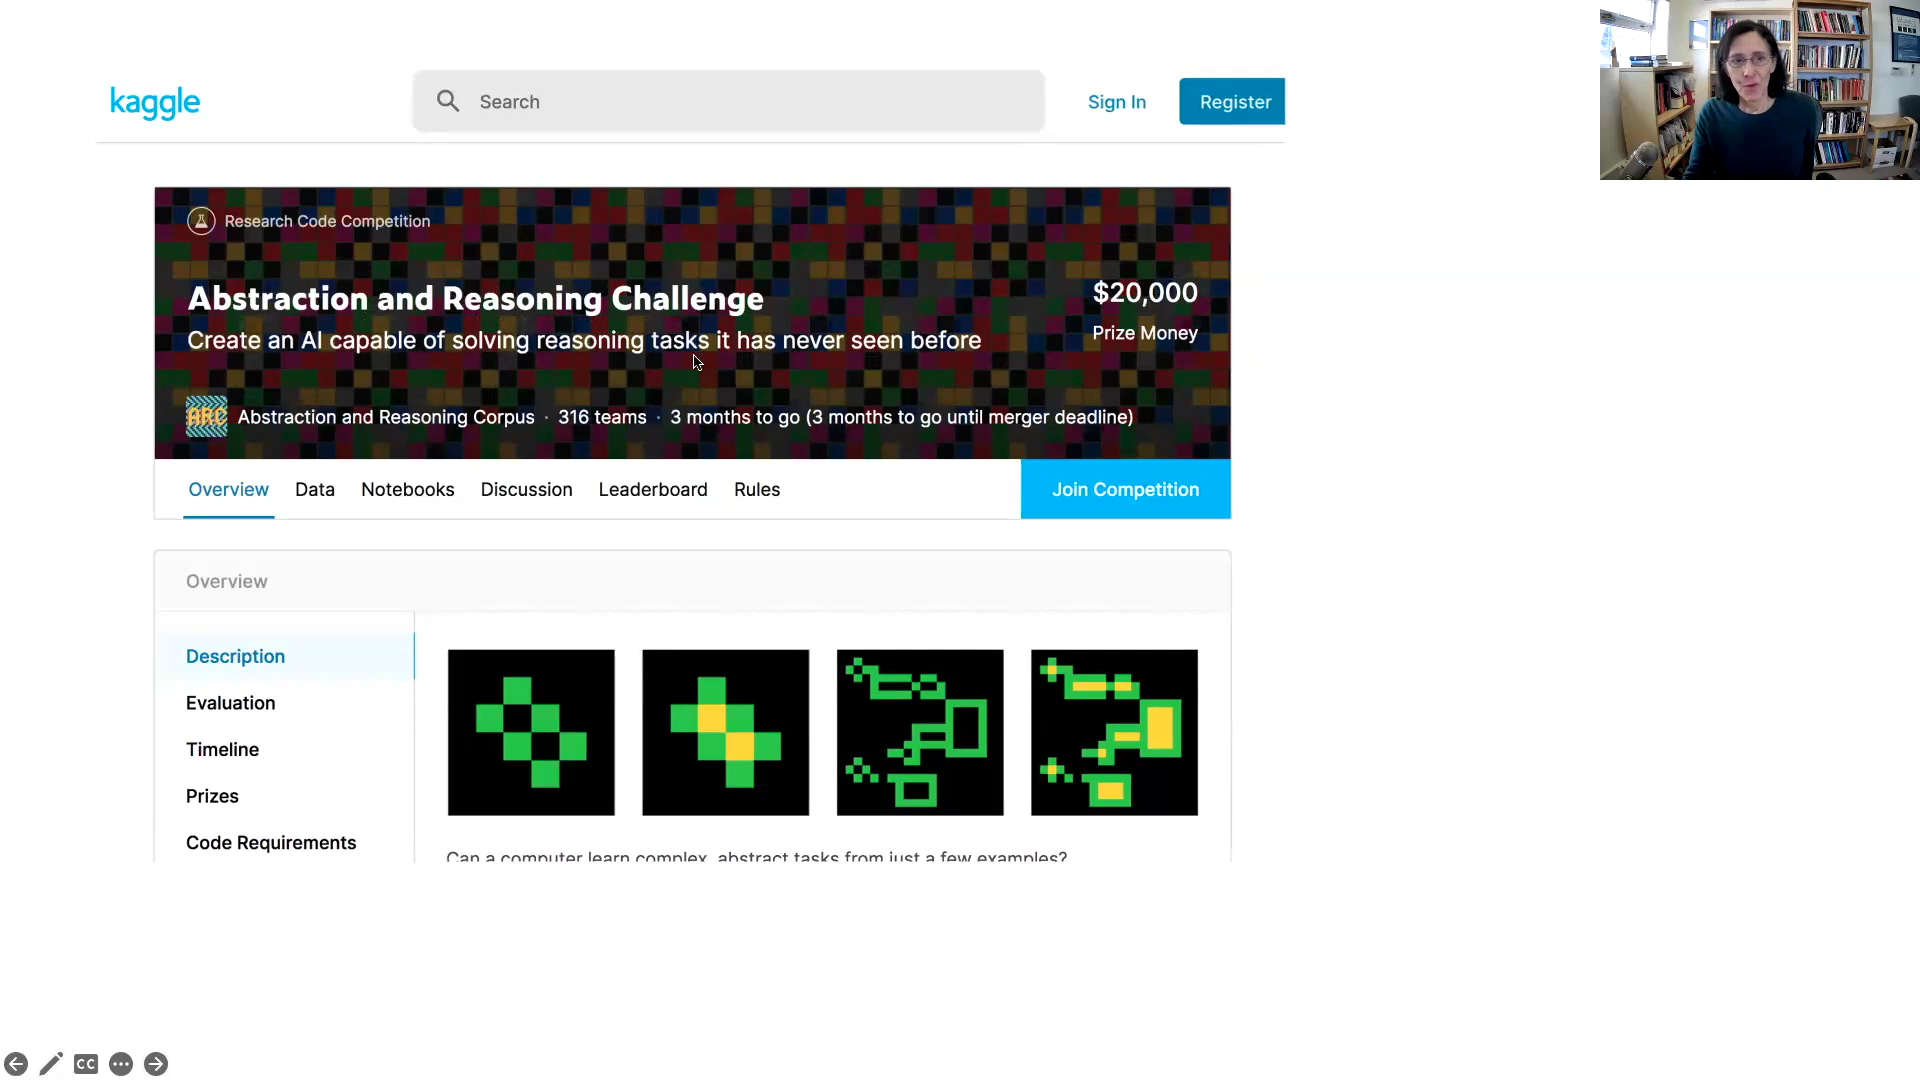 kaggle
Search
Sign In
Register
Research Code Competition
Abstraction and Reasoning Challenge
Create an AI capable of solving reasoning tasks it has never seen before
$20,000
Prize Money
ARC
Abstraction and Reasoning Corpus · 316 teams · 3 months to go (3 months to go until merger deadline)
Overview
Data
Notebooks
Discussion
Leaderboard
Rules
Join Competition
Overview
Description
Evaluation
Timeline
Prizes
Code Requirements
Can a computer learn complex, abstract tasks from just a few examples?
CC